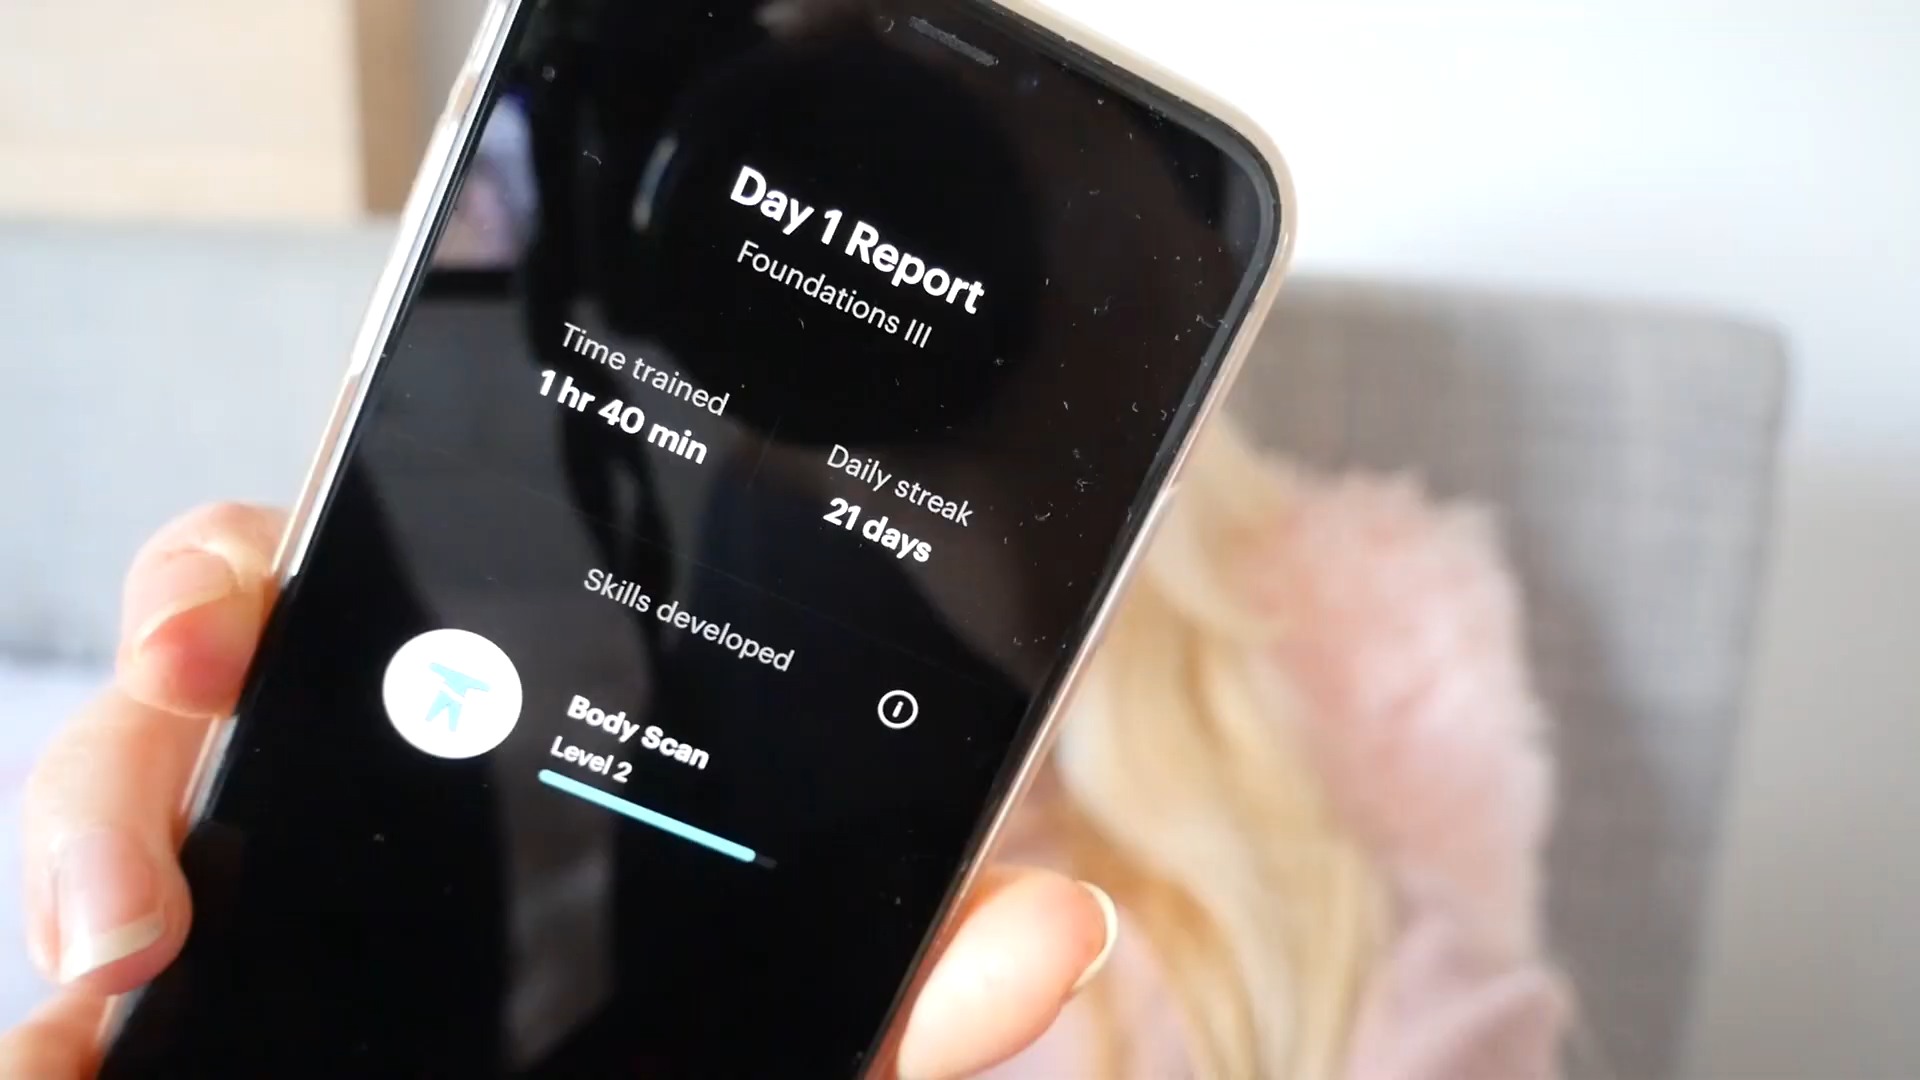 Day 1 Report
Foundations III
Time trained
1 hr 40 min
Daily streak
21 days
Skills developed
Body Scan
Level 2